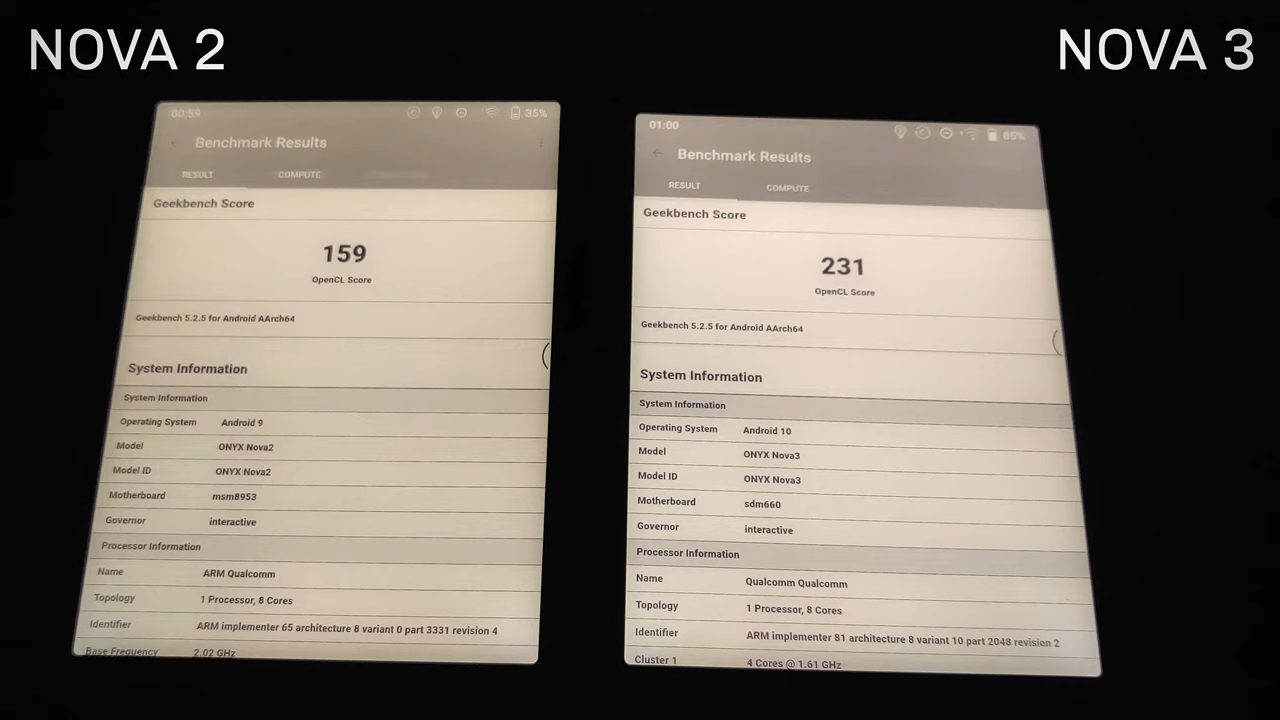 NOVA 2
00:59
35%
Benchmark Results
RESULT COMPUTE
Geekbench Score
159
OpenCL Score
Geekbench 5.2.5 for Android AArch64
System Information
System Information
Operating System Android 9
Model ONYX Nova2
Model ID ONYX Nova2
Motherboard msm8953
Governor interactive
Processor Information
Name ARM Qualcomm
Topology 1 Processor, 8 Cores
Identifier ARM implementer 65 architecture 8 variant 0 part 3331 revision 4
Base Frequency 2.02 GHz
NOVA 3
01:00
85%
Benchmark Results
RESULT COMPUTE
Geekbench Score
231
OpenCL Score
Geekbench 5.2.5 for Android AArch64
System Information
System Information
Operating System Android 10
Model ONYX Nova3
Model ID ONYX Nova3
Motherboard sdm660
Governor interactive
Processor Information
Name Qualcomm Qualcomm
Topology 1 Processor, 8 Cores
Identifier ARM implementer 81 architecture 8 variant 10 part 2048 revision 2
Cluster 1 4 Cores @ 1.61 GHz